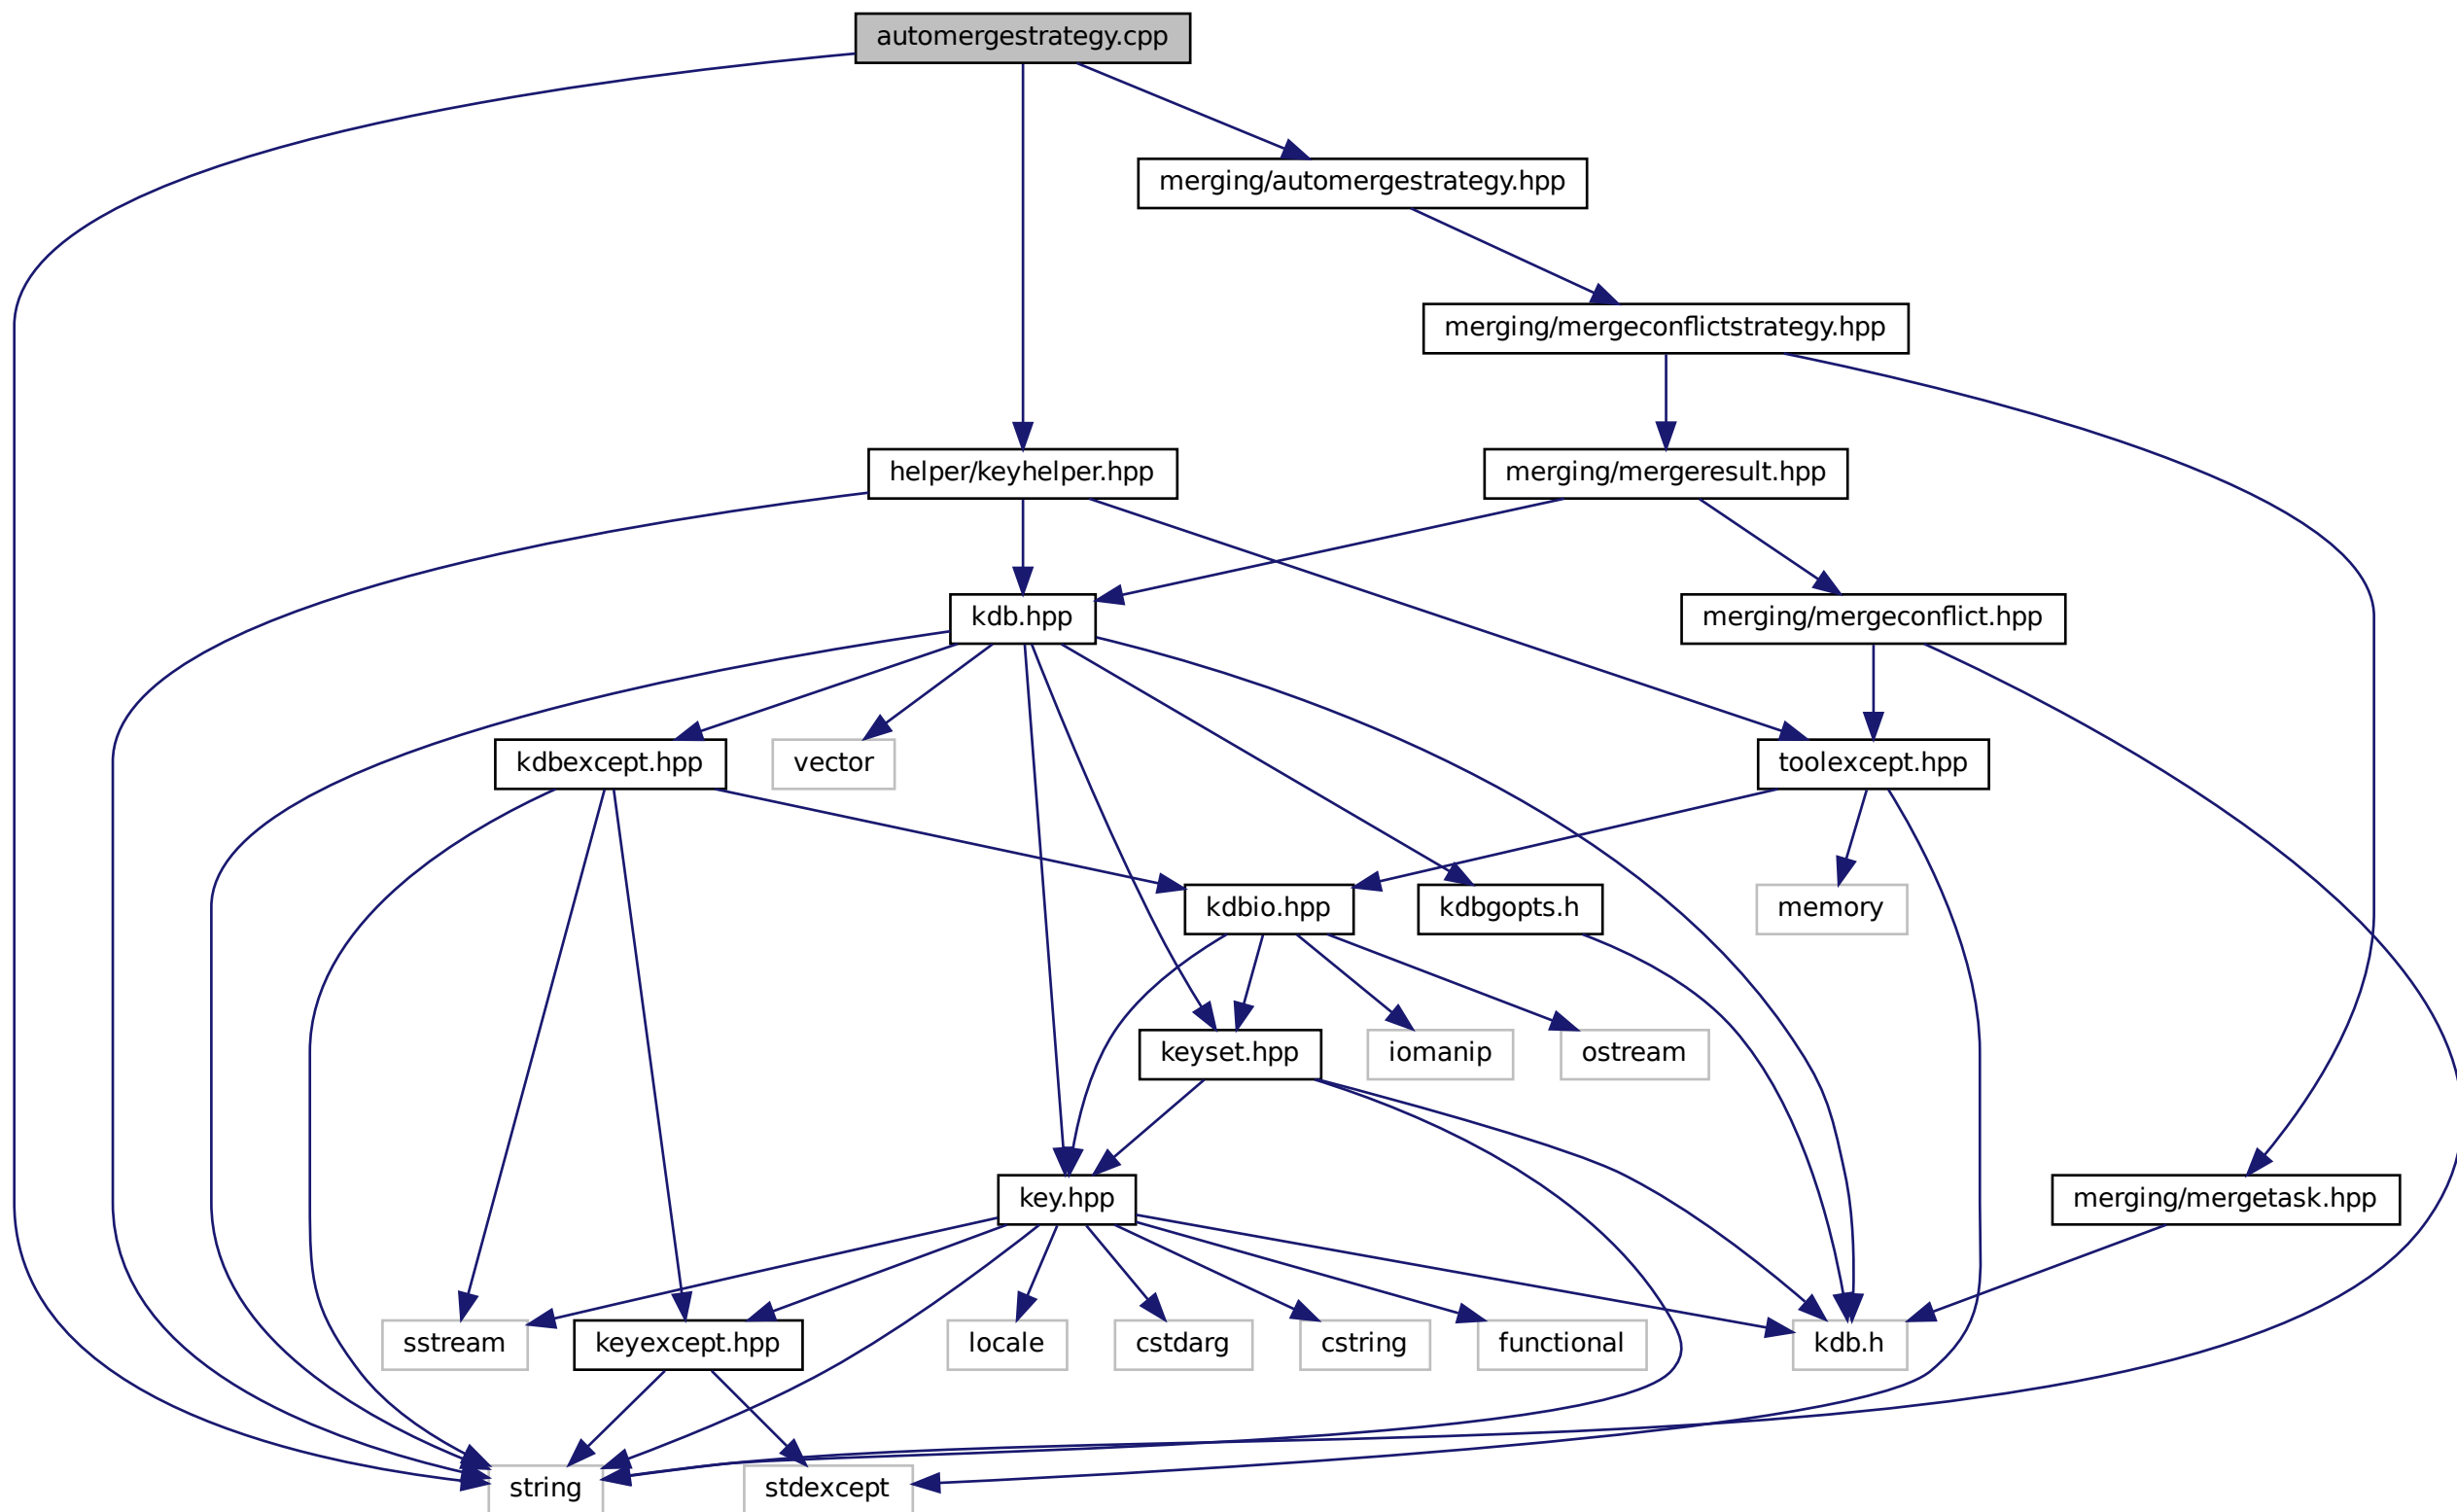 automergestrategy.cpp
merging/automergestrategy.hpp
merging/mergeconflictstrategy.hpp
helper/keyhelper.hpp
merging/mergeresult.hpp
kdb.hpp
merging/mergeconflict.hpp
kdbexcept.hpp
vector
toolexcept.hpp
kdbio.hpp
kdbgopts.h
memory
keyset.hpp
iomanip
ostream
key.hpp
merging/mergetask.hpp
sstream
keyexcept.hpp
locale
cstdarg
cstring
functional
kdb.h
string
stdexcept